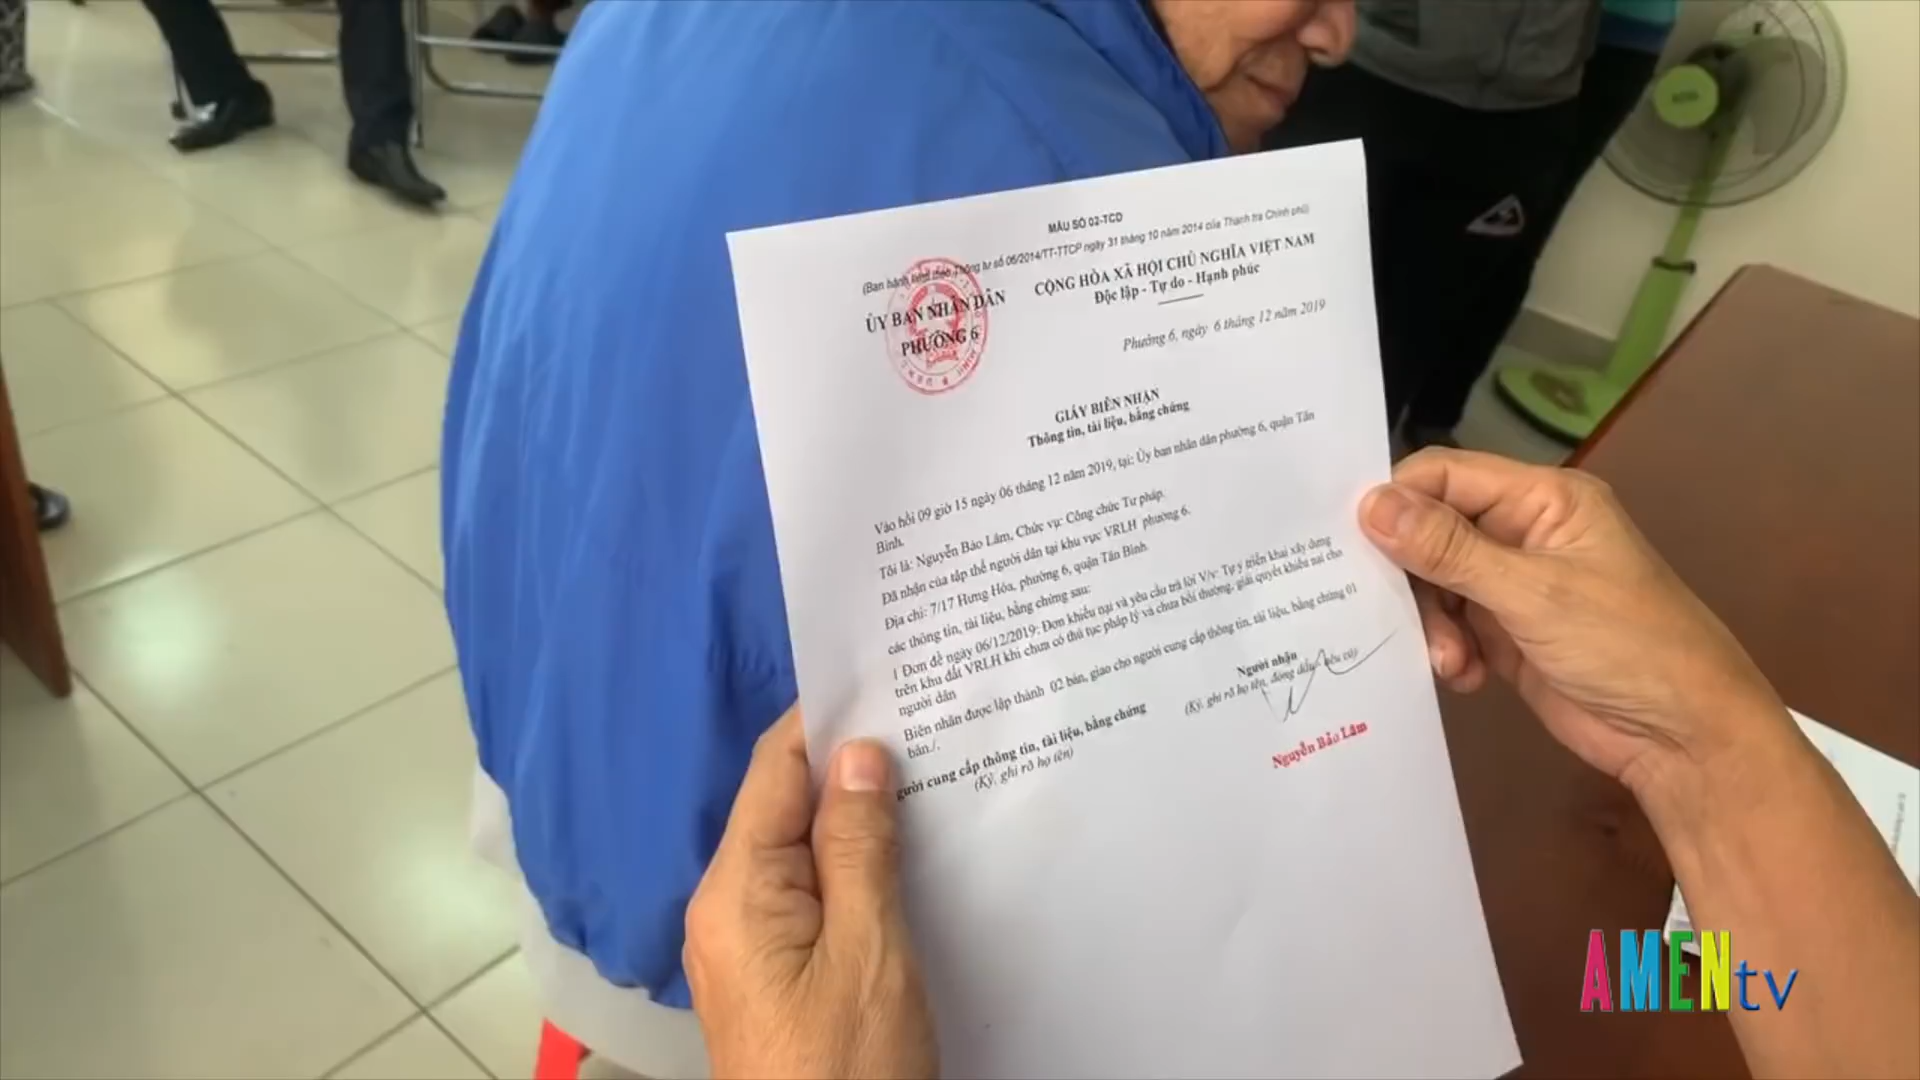 MẪU SỐ 02-TCD
(Ban hành kèm theo Thông tư số 06/2014/TT-TTCP ngày 31 tháng 10 năm 2014 của Thanh tra Chính phủ)
ỦY BAN NHÂN DÂN
PHƯỜNG 6
CỘNG HÒA XÃ HỘI CHỦ NGHĨA VIỆT NAM
Độc lập - Tự do - Hạnh phúc
Phường 6, ngày 6 tháng 12 năm 2019
GIẤY BIÊN NHẬN
Thông tin, tài liệu, bằng chứng
Vào hồi 09 giờ 15 ngày 06 tháng 12 năm 2019, tại: Ủy ban nhân dân phường 6, quận Tân
Bình.
Tôi là: Nguyễn Bảo Lâm, Chức vụ: Công chức Tư pháp.
Đã nhận của tập thể người dân tại khu vực VRLH phường 6.
Địa chỉ: 7/17 Hưng Hóa, phường 6, quận Tân Bình.
các thông tin, tài liệu, bằng chứng sau:
Đơn đề ngày 06/12/2019: Đơn khiếu nại và yêu cầu trả lời V/v: Tự ý triển khai xây dựng
trên khu đất VRLH khi chưa có thủ tục pháp lý và chưa bồi thường, giải quyết khiếu nại cho
người dân
Biên nhân được lập thành 02 bản, giao cho người cung cấp thông tin, tài liệu, bằng chứng 01
bản./.
gười cung cấp thông tin, tài liệu, bằng chứng
(Ký, ghi rõ họ tên)
Người nhận
(Ký, ghi rõ họ tên, đóng dấu - nếu có)
Nguyễn Bảo Lâm
AMENtv